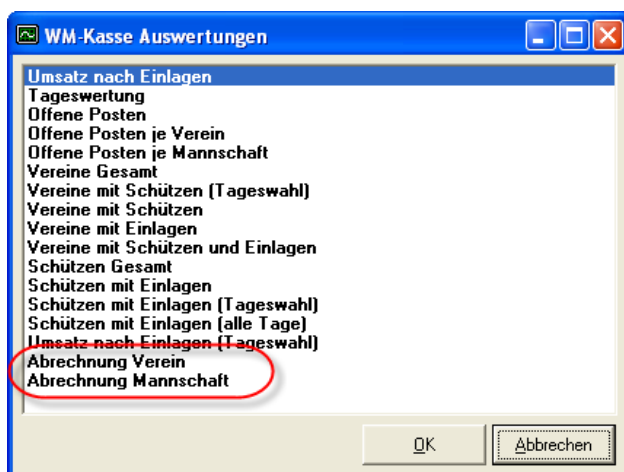 WM-Kasse Auswertungen
Umsatz nach Einlagen
Tageswertung
Offene Posten
Offene Posten je Verein
Offene Posten je Mannschaft
Vereine Gesamt
Vereine mit Schützen (Tageswahl)
Vereine mit Schützen
Vereine mit Einlagen
Vereine mit Schützen und Einlagen
Schützen Gesamt
Schützen mit Einlagen
Schützen mit Einlagen (Tageswahl)
Schützen mit Einlagen (alle Tage)
Umsatz nach Einlagen (Tageswahl)
Abrechnung Verein
Abrechnung Mannschaft
OK Abbrechen